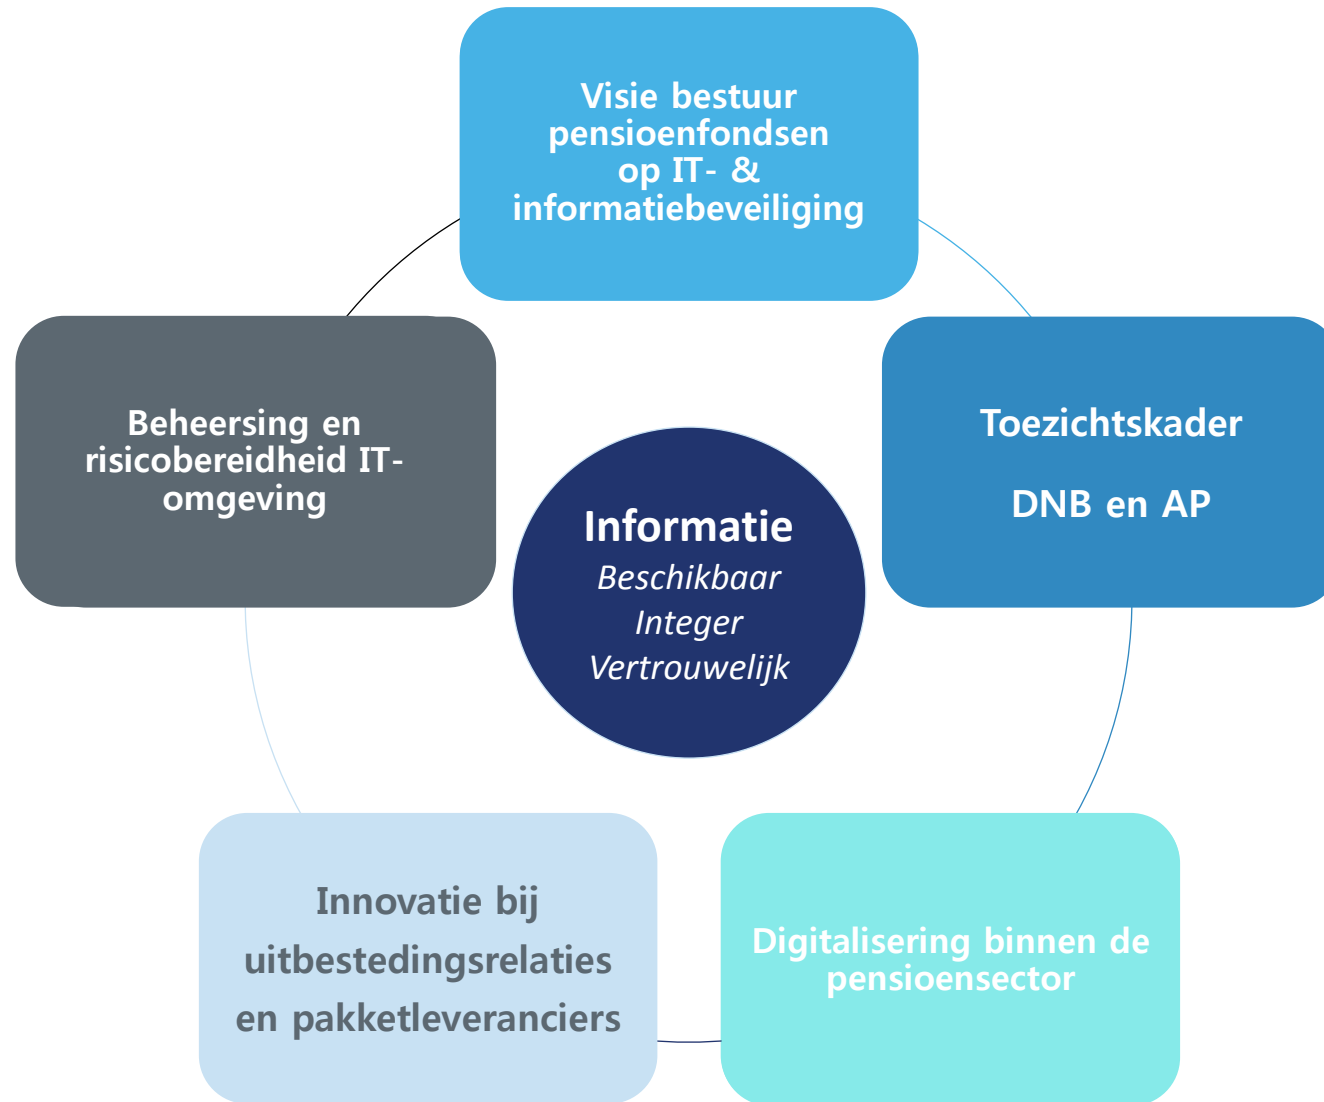 Visie bestuur
pensioenfondsen
op IT- &
informatiebeveiliging
Beheersing en
risicobereidheid IT-
omgeving
Toezichtskader
DNB en AP
Informatie
Beschikbaar
Integer
Vertrouwelijk
Innovatie bij
uitbestedingsrelaties
en pakketleveranciers
Digitalisering binnen de
pensioensector